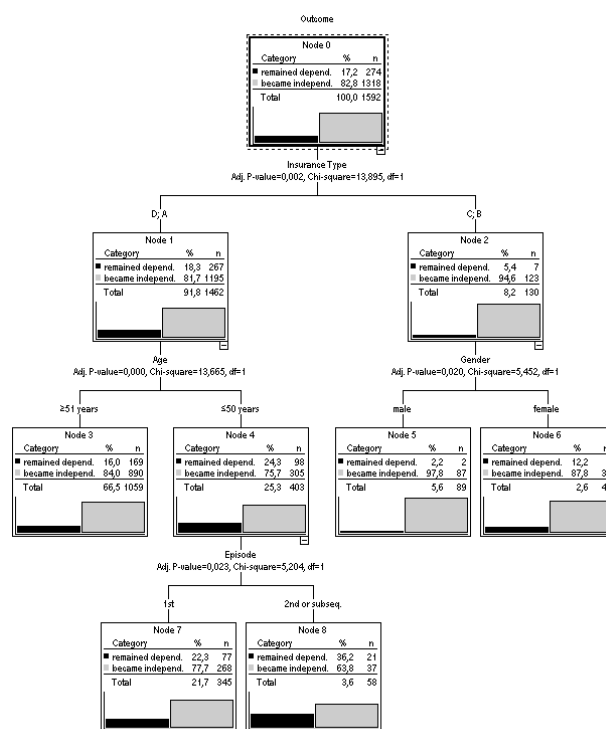 Outcome
Node 0
Category % n
remained depend. 17,2 274
became independ. 82,8 1318
Total 100,0 1592
Insurance Type
Adj. P-value=0,002, Chi-square=13,895, df=1
D; A
C; B
Node 1
Category % n
remained depend. 18,3 267
became independ. 81,7 1195
Total 91,8 1462
Node 2
Category % n
remained depend. 5,4 7
became independ. 94,6 123
Total 8,2 130
Age
Adj. P-value=0,000, Chi-square=13,665, df=1
Gender
Adj. P-value=0,020, Chi-square=5,452, df=1
≥51 years
≤50 years
male
female
Node 3
Category % n
remained depend. 16,0 169
became independ. 84,0 890
Total 66,5 1059
Node 4
Category % n
remained depend. 24,3 98
became independ. 75,7 305
Total 25,3 403
Node 5
Category % n
remained depend. 2,2 2
became independ. 97,8 87
Total 5,6 89
Node 6
Category %
remained depend. 12,2
became independ. 87,8 3
Total 2,6 4
Episode
Adj. P-value=0,023, Chi-square=5,204, df=1
1st
2nd or subseq.
Node 7
Category % n
remained depend. 22,3 77
became independ. 77,7 268
Total 21,7 345
Node 8
Category % n
remained depend. 36,2 21
became independ. 63,8 37
Total 3,6 58